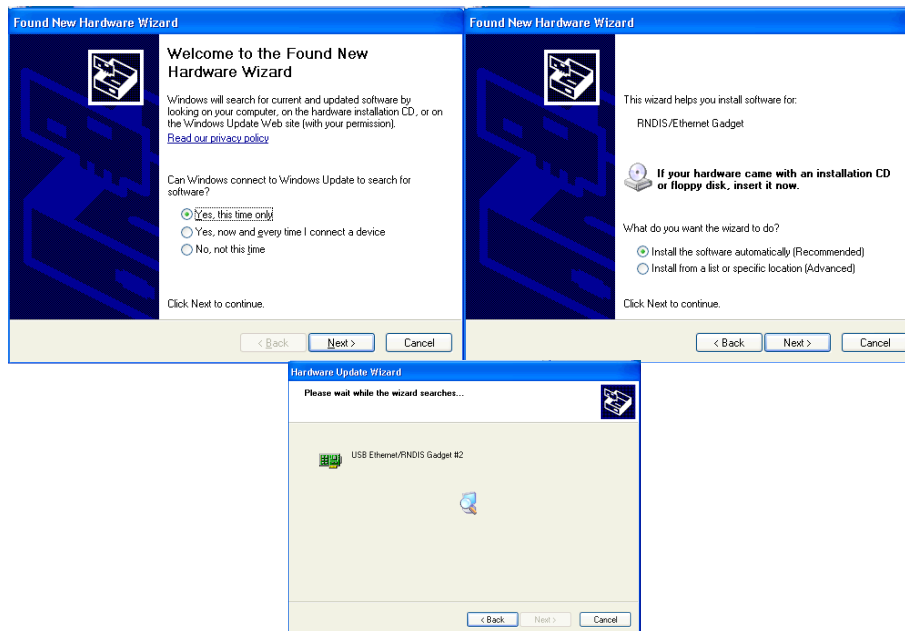 Found New Hardware Wizard
Welcome to the Found New
Hardware Wizard
Windows will search for current and updated software by
looking on your computer, on the hardware installation CD, or on
the Windows Update Web site (with your permission).
Read our privacy policy
Can Windows connect to Windows Update to search for
software?
Yes, this time only
Yes, now and every time I connect a device
No, not this time
Click Next to continue.
< Back
Next >
Cancel
Found New Hardware Wizard
This wizard helps you install software for:
RNDIS/Ethernet Gadget
If your hardware came with an installation CD
or floppy disk, insert it now.
What do you want the wizard to do?
Install the software automatically (Recommended)
Install from a list or specific location (Advanced)
Click Next to continue.
< Back
Next >
Cancel
Hardware Update Wizard
Please wait while the wizard searches...
USB Ethernet/RNDIS Gadget #2
< Back
Next >
Cancel